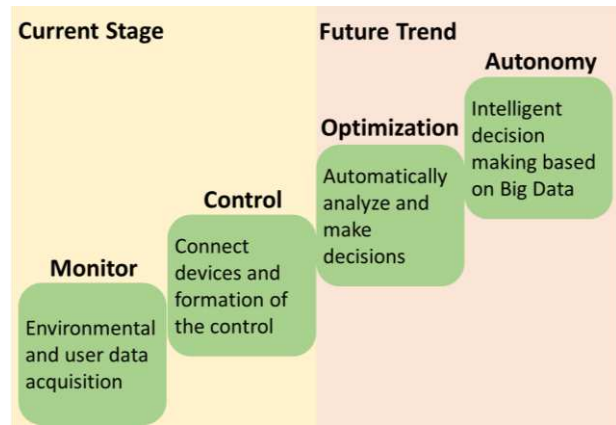 Current Stage
Future Trend
Monitor
Environmental
and user data
acquisition
Control
Connect
devices and
formation of
the control
Optimization
Automatically
analyze and
make
decisions
Autonomy
Intelligent
decision
making based
on Big Data